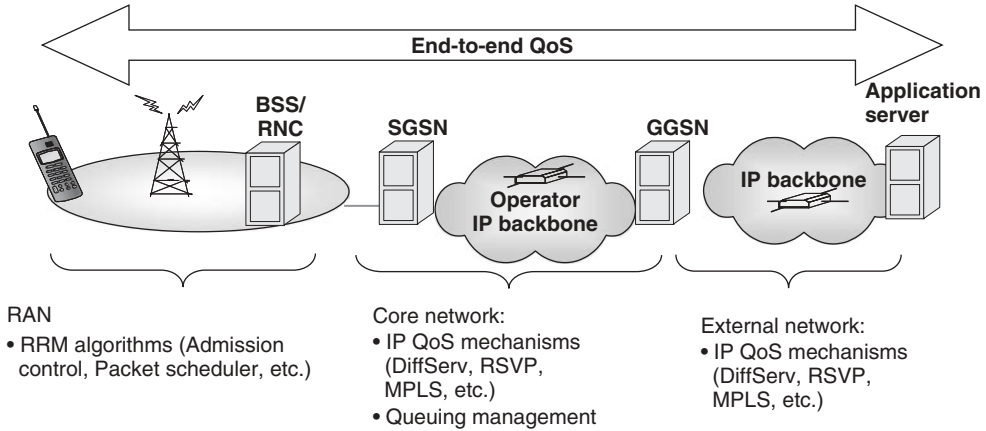 End-to-end QoS
BSS/
RNC
SGSN
GGSN
Application
server
Operator
IP backbone
IP backbone
RAN
• RRM algorithms (Admission
control, Packet scheduler, etc.)
Core network:
• IP QoS mechanisms
(DiffServ, RSVP,
MPLS, etc.)
• Queuing management
External network:
• IP QoS mechanisms
(DiffServ, RSVP,
MPLS, etc.)